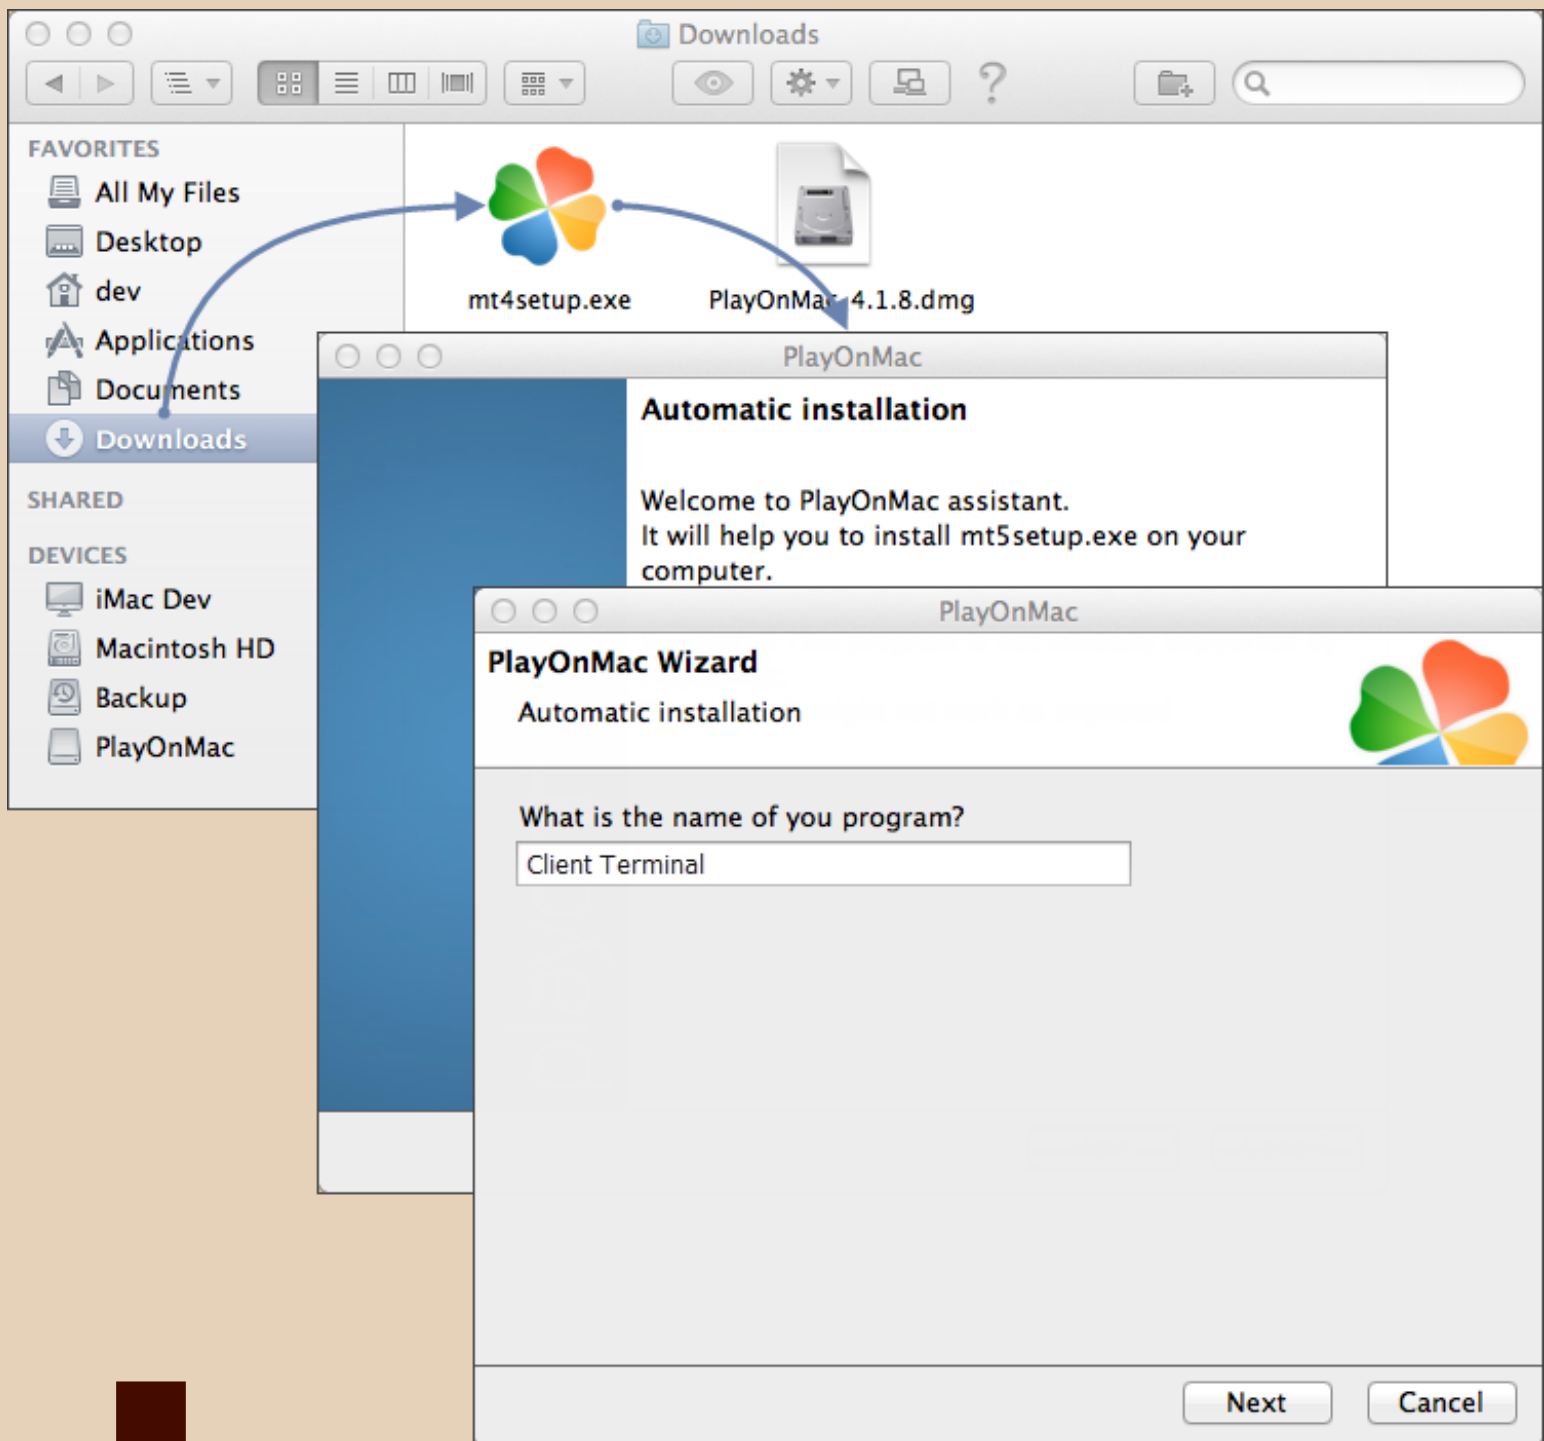 Downloads
FAVORITES
All My Files
Desktop
dev
Applications
Documents
Downloads
SHARED
DEVICES
iMac Dev
Macintosh HD
Backup
PlayOnMac
mt4setup.exe
PlayOnMac_4.1.8.dmg
PlayOnMac
Automatic installation
Welcome to PlayOnMac assistant.
It will help you to install mt5setup.exe on your
computer.
PlayOnMac
PlayOnMac Wizard
Automatic installation
What is the name of you program?
Client Terminal
Next
Cancel